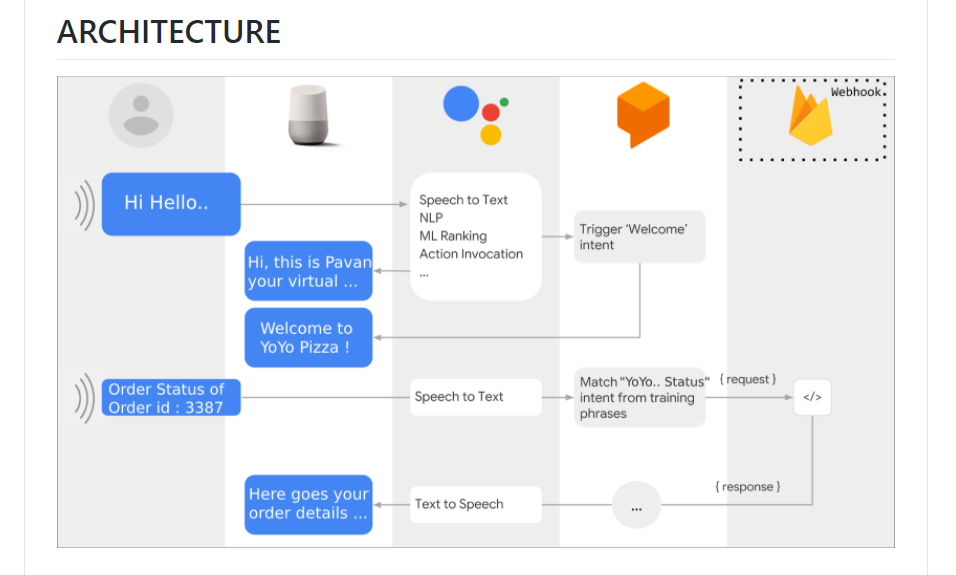 ARCHITECTURE
Webhook
Hi Hello..
Speech to Text
NLP
ML Ranking
Action Invocation
...
Trigger ‘Welcome’
intent
Hi, this is Pavan
your virtual ...
Welcome to
YoYo Pizza !
Order Status of
Order id : 3387
Speech to Text
Match "YoYo.. Status"
intent from training
phrases
{ request }
</>
Here goes your
order details ...
Text to Speech
...
{ response }